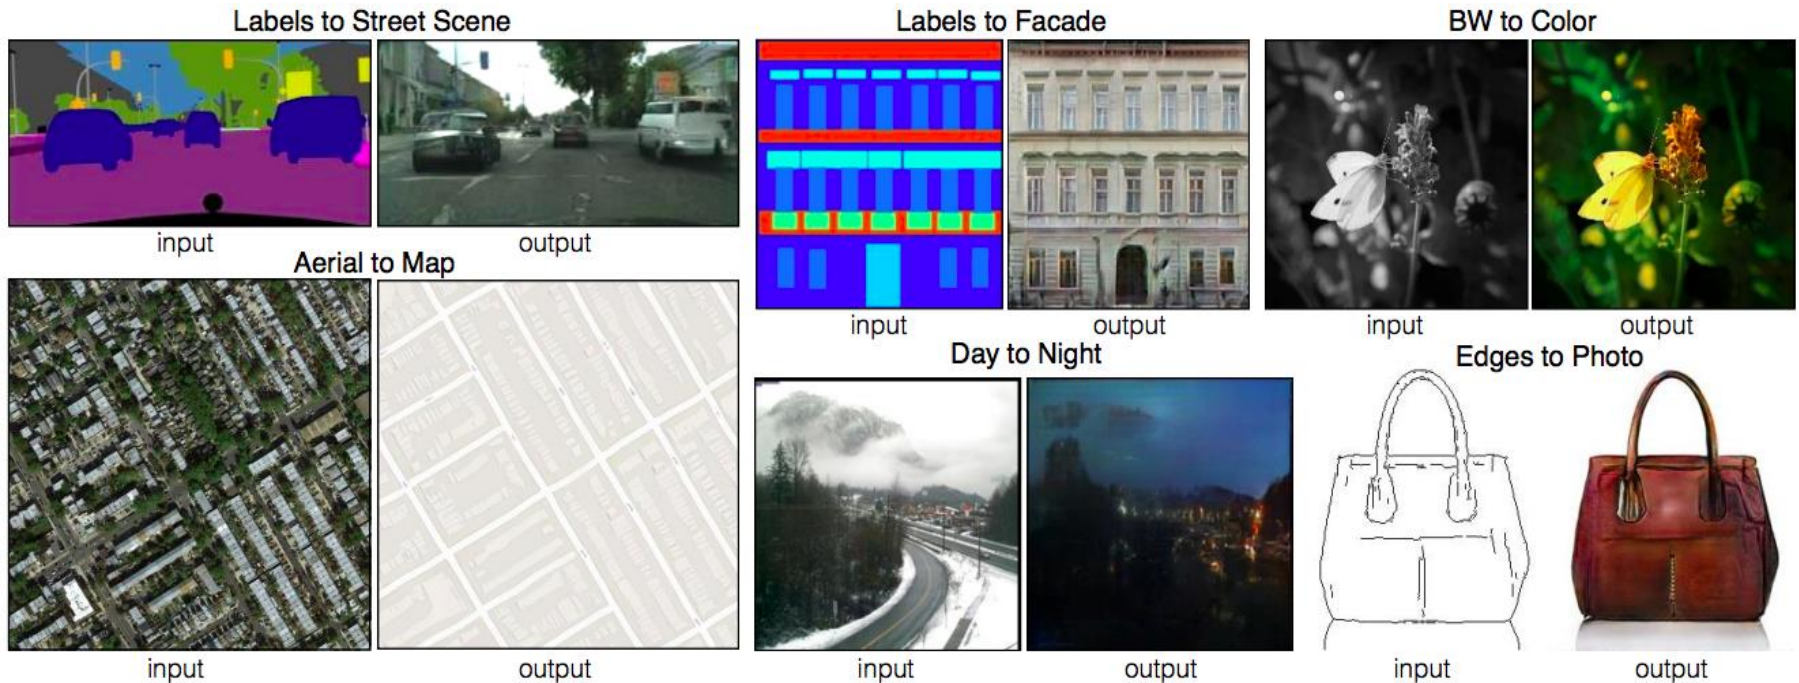 Labels to Street Scene
input
output
Aerial to Map
input
output
Labels to Facade
input
output
BW to Color
input
output
Day to Night
input
output
Edges to Photo
input
output